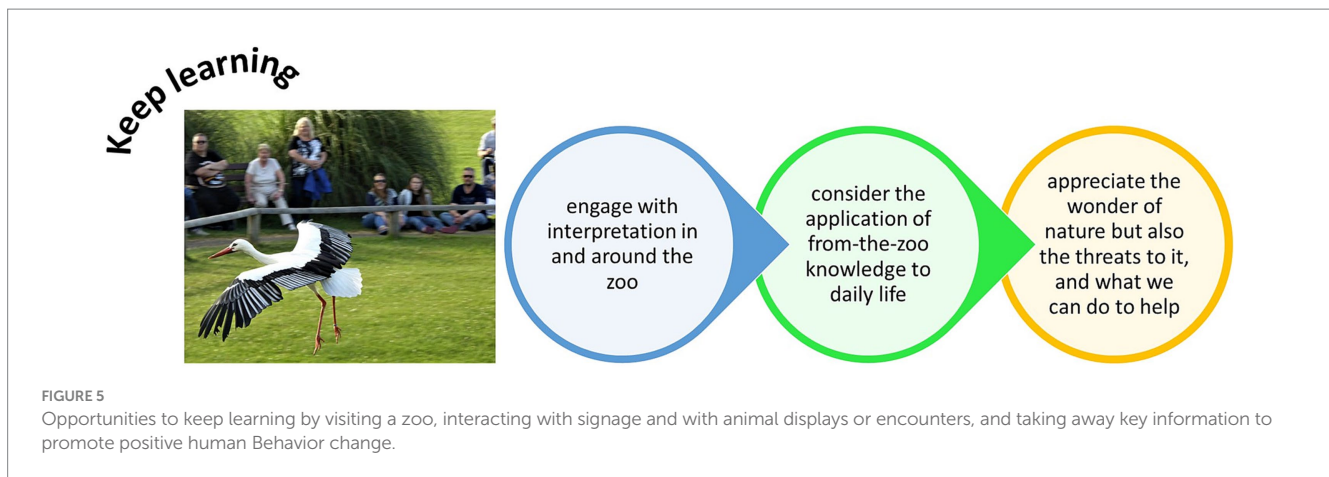 Keep learning
engage with
interpretation in
and around the
zoo
consider the
application of
from-the-zoo
knowledge to
daily life
appreciate the
wonder of
nature but also
the threats to it,
and what we
can do to help
FIGURE 5
Opportunities to keep learning by visiting a zoo, interacting with signage and with animal displays or encounters, and taking away key information to
promote positive human Behavior change.